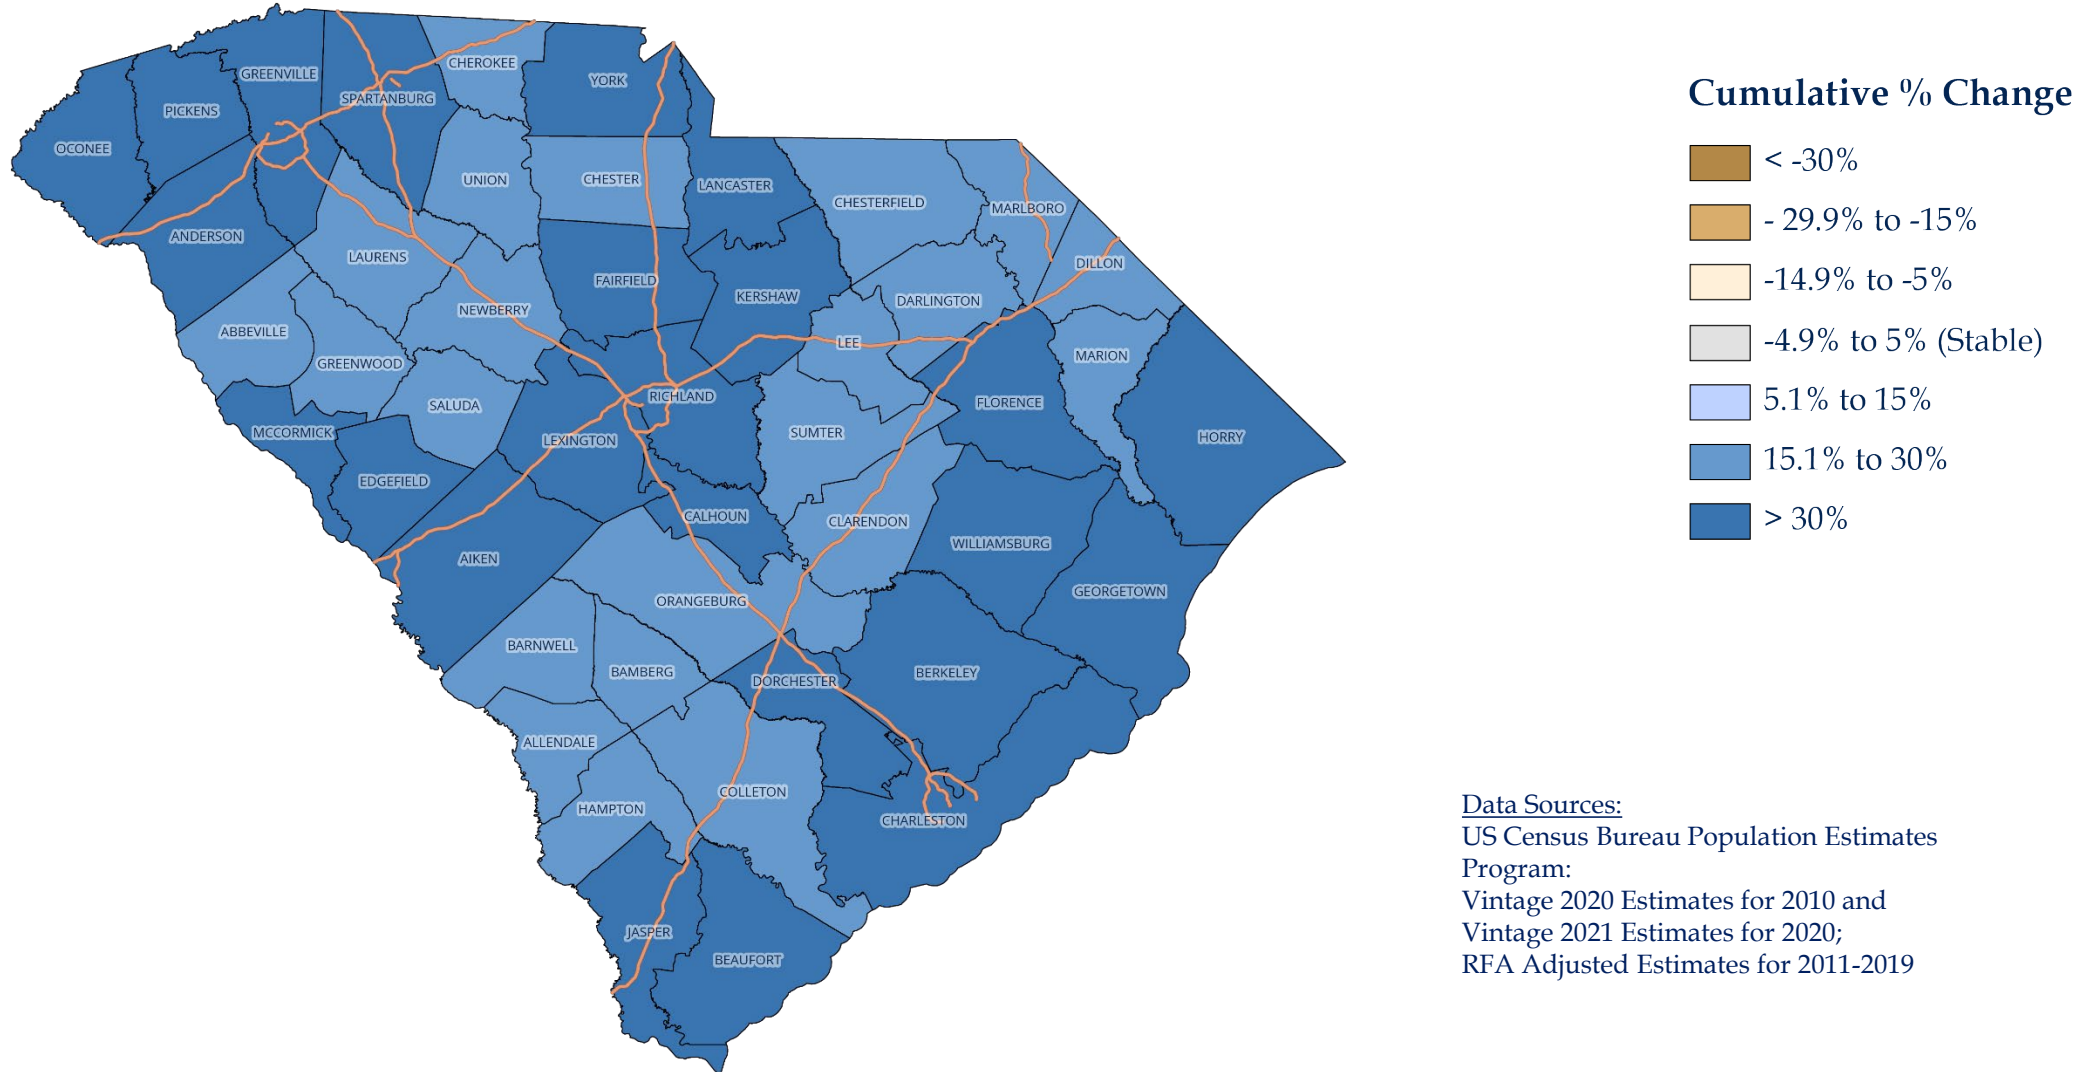 GREENVILLE
CHEROKEE
YORK
SPARTANBURG
PICKENS
OCONEE
UNION
CHESTER
LANCASTER
CHESTERFIELD
MARLBORO
ANDERSON
LAURENS
DILLON
FAIRFIELD
KERSHAW
DARLINGTON
NEWBERRY
ABBEVILLE
LEE
MARION
GREENWOOD
RICHLAND
SALUDA
FLORENCE
MCCORMICK
SUMTER
HORRY
LEXINGTON
EDGEFIELD
CALHOUN
CLARENDON
WILLIAMSBURG
AIKEN
GEORGETOWN
ORANGEBURG
BARNWELL
BAMBERG
BERKELEY
DORCHESTER
ALLENDALE
COLLETON
HAMPTON
CHARLESTON
JASPER
BEAUFORT
Cumulative % Change
< -30%
- 29.9% to -15%
-14.9% to -5%
-4.9% to 5% (Stable)
5.1% to 15%
15.1% to 30%
> 30%
Data Sources:
US Census Bureau Population Estimates
Program:
Vintage 2020 Estimates for 2010 and
Vintage 2021 Estimates for 2020;
RFA Adjusted Estimates for 2011-2019